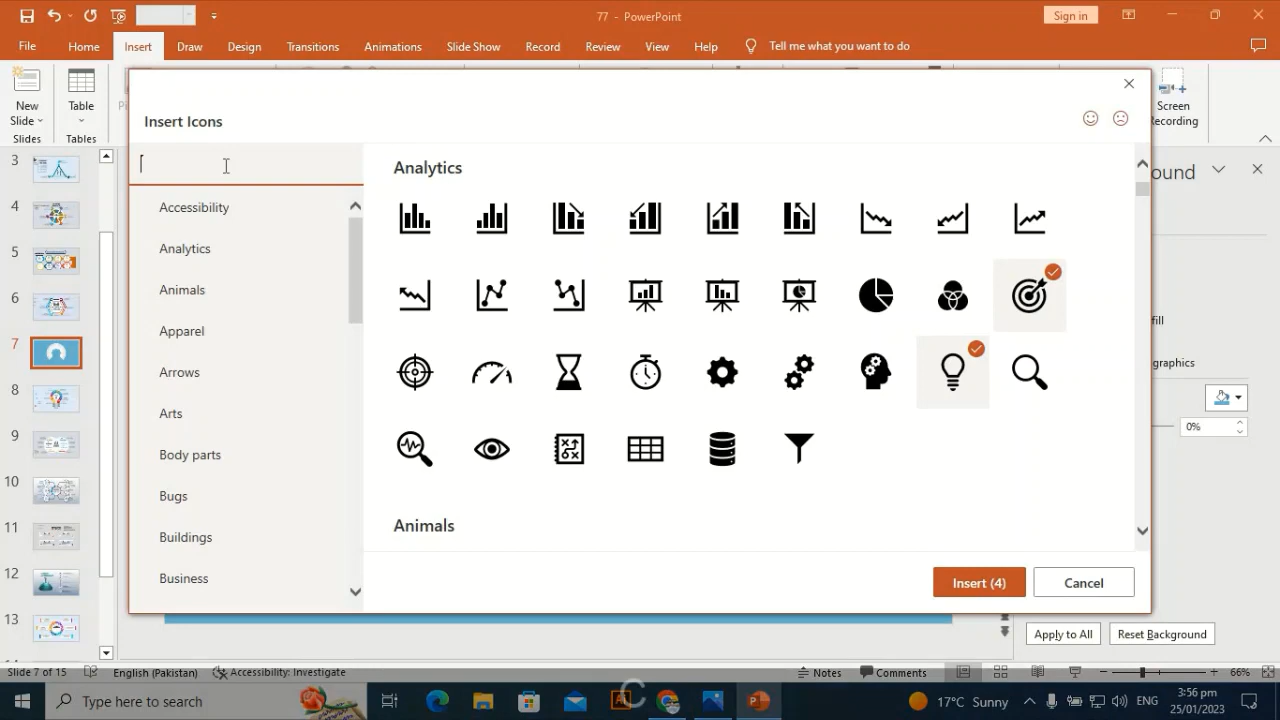 77 - PowerPoint
Sign in
File
Home
Insert
Draw
Design
Transitions
Animations
Slide Show
Record
Review
View
Help
Tell me what you want to do
New
Slide
Slides
Table
Tables
Screen
Recording
Insert Icons
Accessibility
Analytics
Animals
Apparel
Arrows
Arts
Body parts
Bugs
Buildings
Business
Analytics
Animals
Insert (4)
Cancel
3
4
5
6
7
8
9
10
11
12
13
ound
fill
graphics
0%
Apply to All
Reset Background
Slide 7 of 15
English (Pakistan)
Accessibility: Investigate
Notes
Comments
66%
Type here to search
17°C Sunny
ENG
3:56 pm
25/01/2023